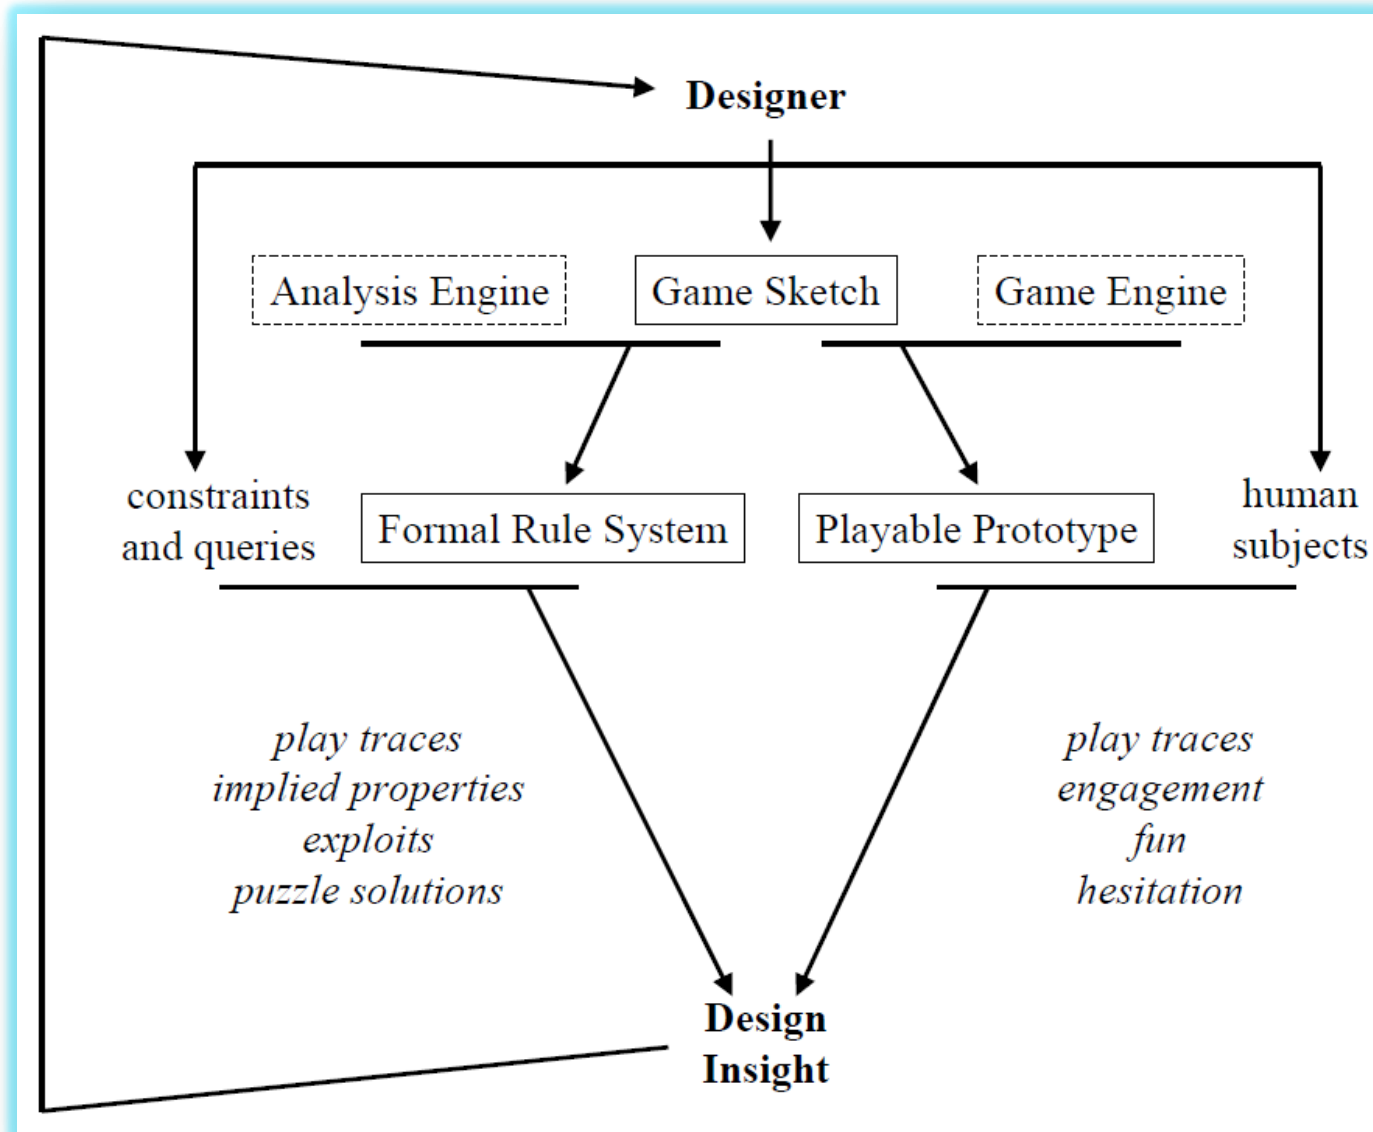 Designer
Analysis Engine
Game Sketch
Game Engine
constraints
and queries
Formal Rule System
Playable Prototype
human
subjects
play traces
implied properties
exploits
puzzle solutions
play traces
engagement
fun
hesitation
Design
Insight